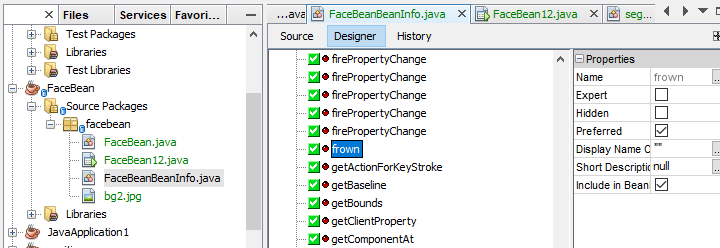 Files Services Favori...
...ava FaceBeanBeanInfo.java FaceBean12.java seg...
Source Designer History
Test Packages
Libraries
Test Libraries
FaceBean
Source Packages
facebean
FaceBean.java
FaceBean12.java
FaceBeanBeanInfo.java
bg2.jpg
Libraries
JavaApplication1
firePropertyChange
firePropertyChange
firePropertyChange
firePropertyChange
firePropertyChange
frown
getActionForKeyStroke
getBaseline
getBounds
getClientProperty
getComponentAt
Properties
Name frown
Expert
Hidden
Preferred
Display Name C ""
Short Descriptio null
Include in Bean